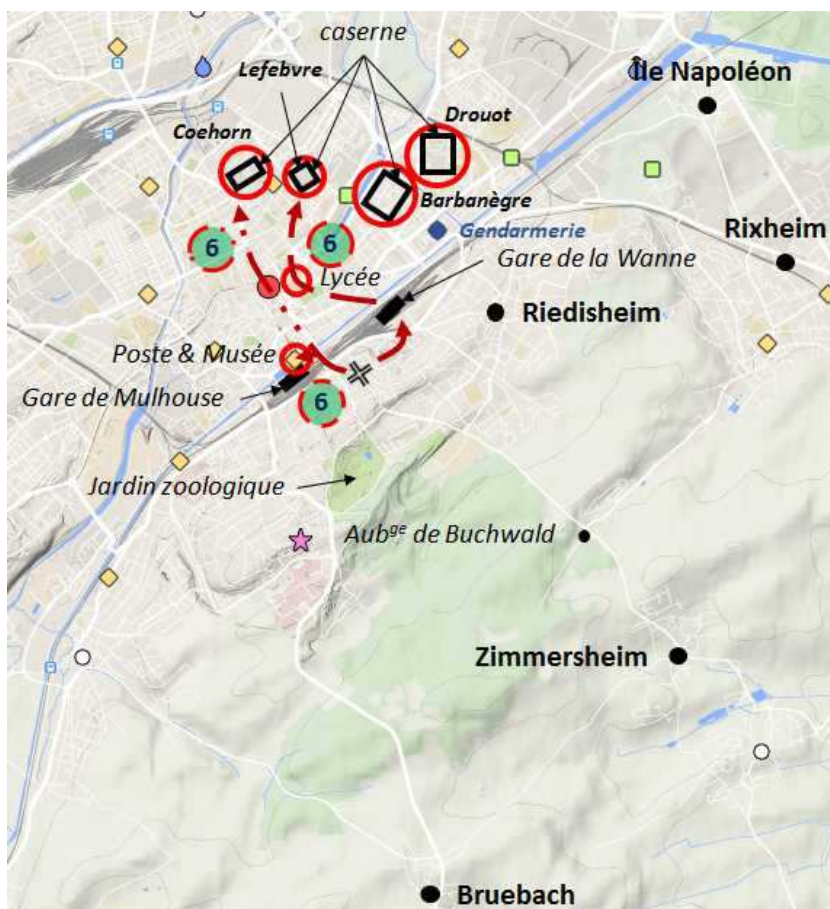 caserne
Lefebvre
Île Napoléon
Drouot
Coehorn
Barbanègre
Gendarmerie
Rixheim
6
6
Gare de la Wanne
Lycée
Riedisheim
Poste & Musée
Gare de Mulhouse
6
Jardin zoologique
Aubge de Buchwald
Zimmersheim
Bruebach